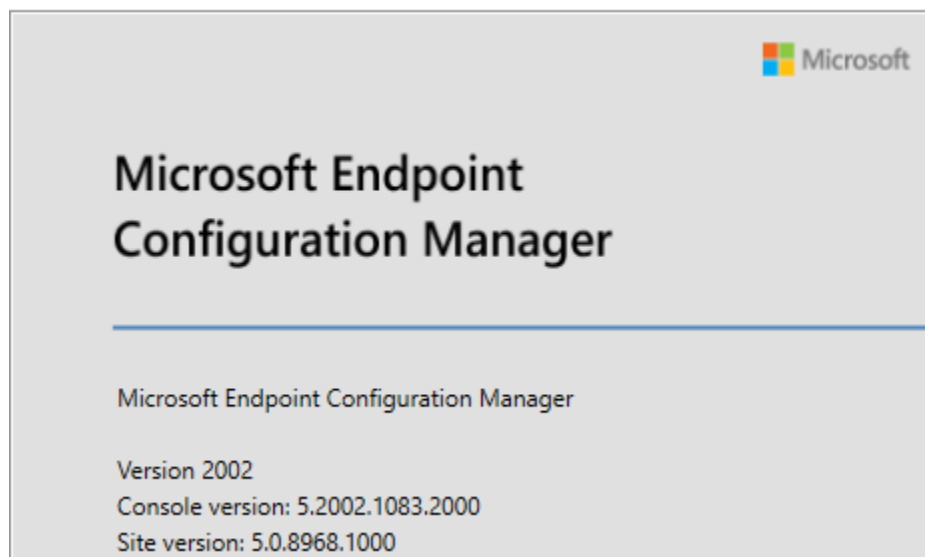 Microsoft
Microsoft Endpoint
Configuration Manager
Microsoft Endpoint Configuration Manager
Version 2002
Console version: 5.2002.1083.2000
Site version: 5.0.8968.1000